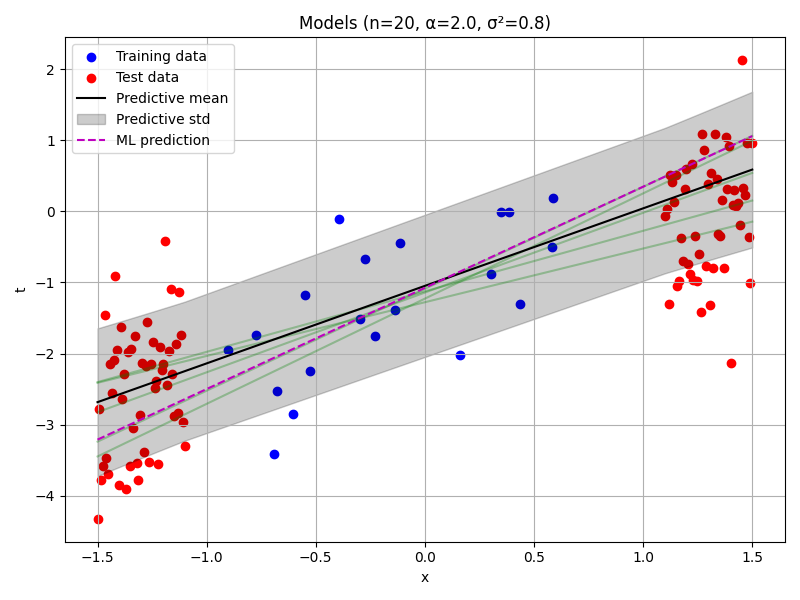 Models (n=20, α=2.0, σ²=0.8)
Training data
Test data
Predictive mean
Predictive std
ML prediction
2
1
0
−1
−2
−3
−4
t
−1.5 −1.0 −0.5 0.0 0.5 1.0 1.5
x